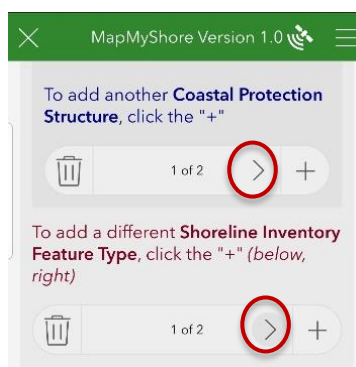 MapMyShore Version 1.0
To add another Coastal Protection
Structure, click the "+"
1 of 2
To add a different Shoreline Inventory
Feature Type, click the "+" (below,
right)
1 of 2